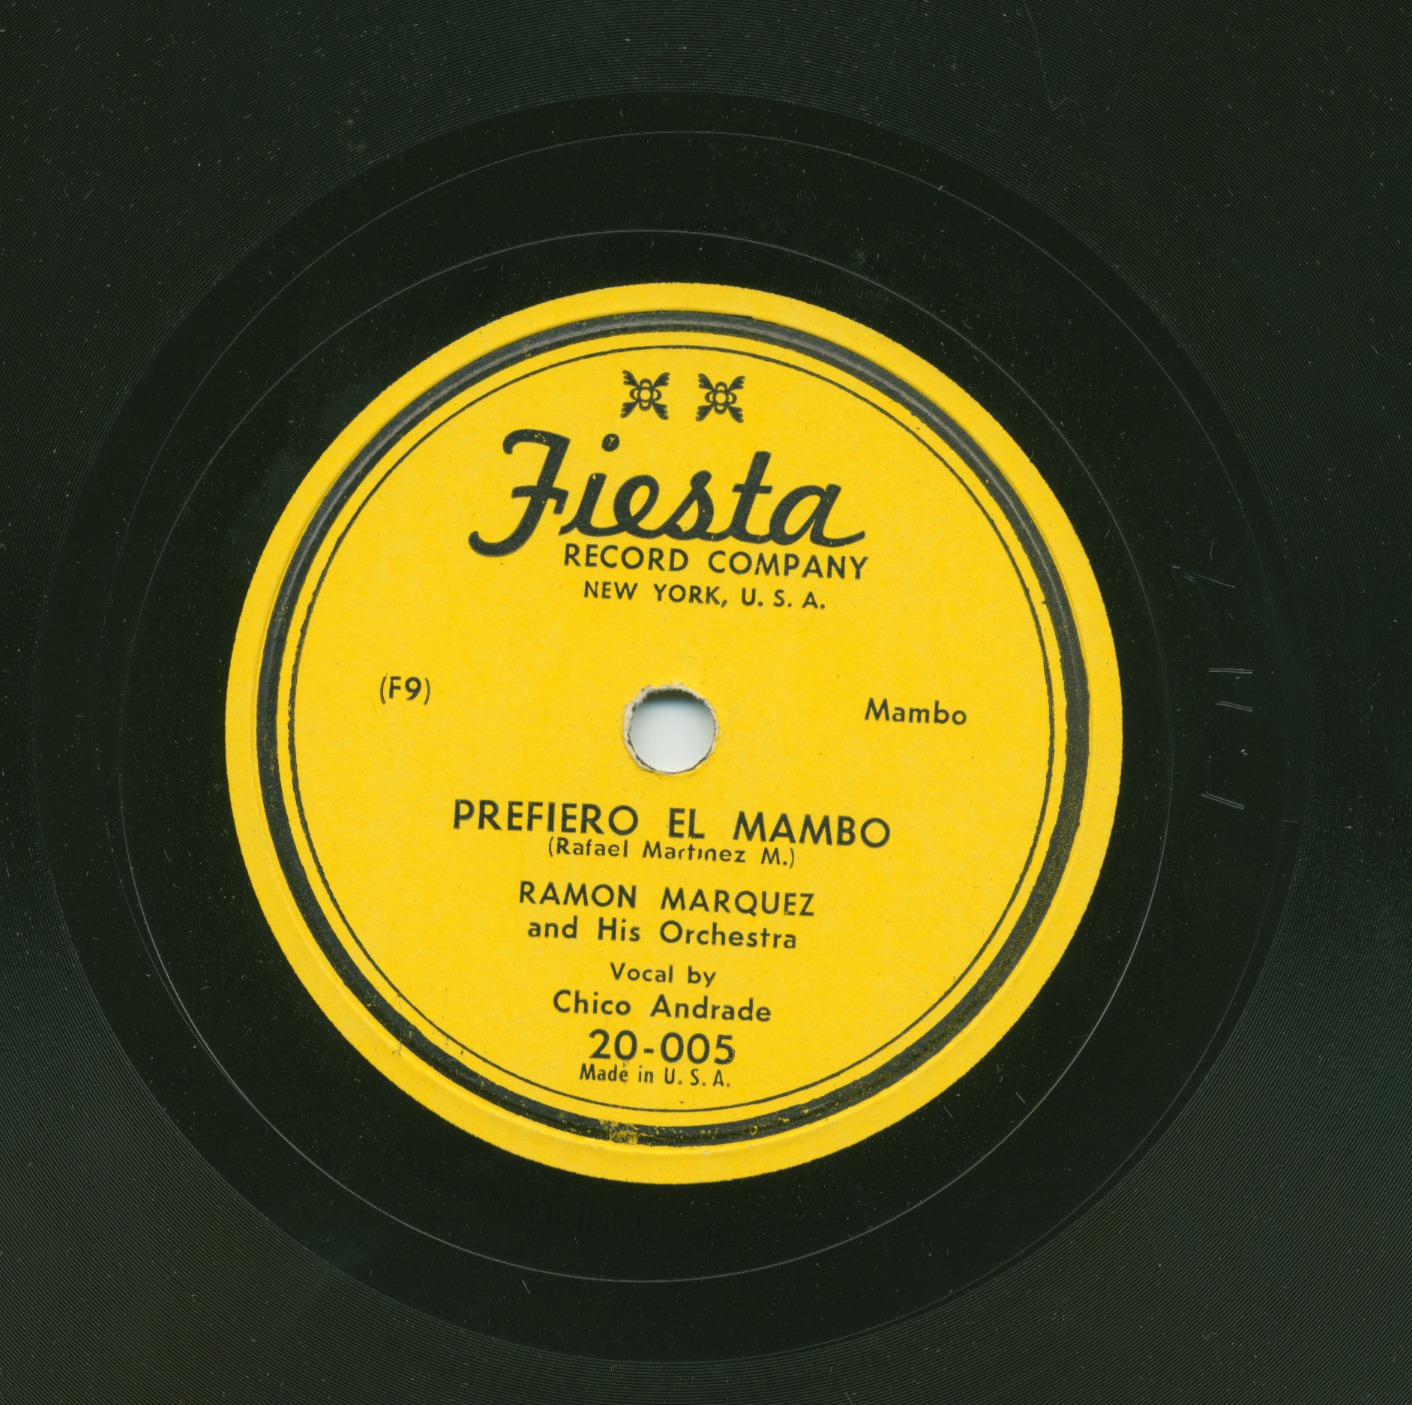 Fiesta
RECORD COMPANY
NEW YORK, U. S. A.
(F9)
Mambo
PREFIERO EL MAMBO
(Rafael Martinez M.)
RAMON MARQUEZ
and His Orchestra
Vocal by
Chico Andrade
20-005
Made in U. S. A.